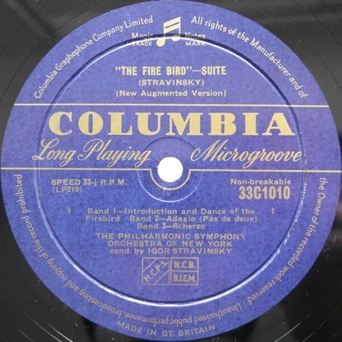 Columbia Graphophone Company Limited
Magic Notes
TRADE MARK
All rights of the Manufacturer and of
the Owner of the recorded work reserved.
Unauthorised public performance, broadcasting and copying of this record prohibited
"THE FIRE BIRD"—SUITE
(STRAVINSKY)
(New Augmented Version)
COLUMBIA
Long Playing Microgroove
SPEED 33⅓ R.P.M.
(LP210)
Non-breakable
33C1010
1 Band 1—Introduction and Dance of the 1
Firebird Band 2—Adagio (Pas de deux)
Band 3—Scherzo
THE PHILHARMONIC SYMPHONY
ORCHESTRA OF NEW YORK
cond. by IGOR STRAVINSKY
N.C.B.
B.I.E.M.
MADE IN GT. BRITAIN